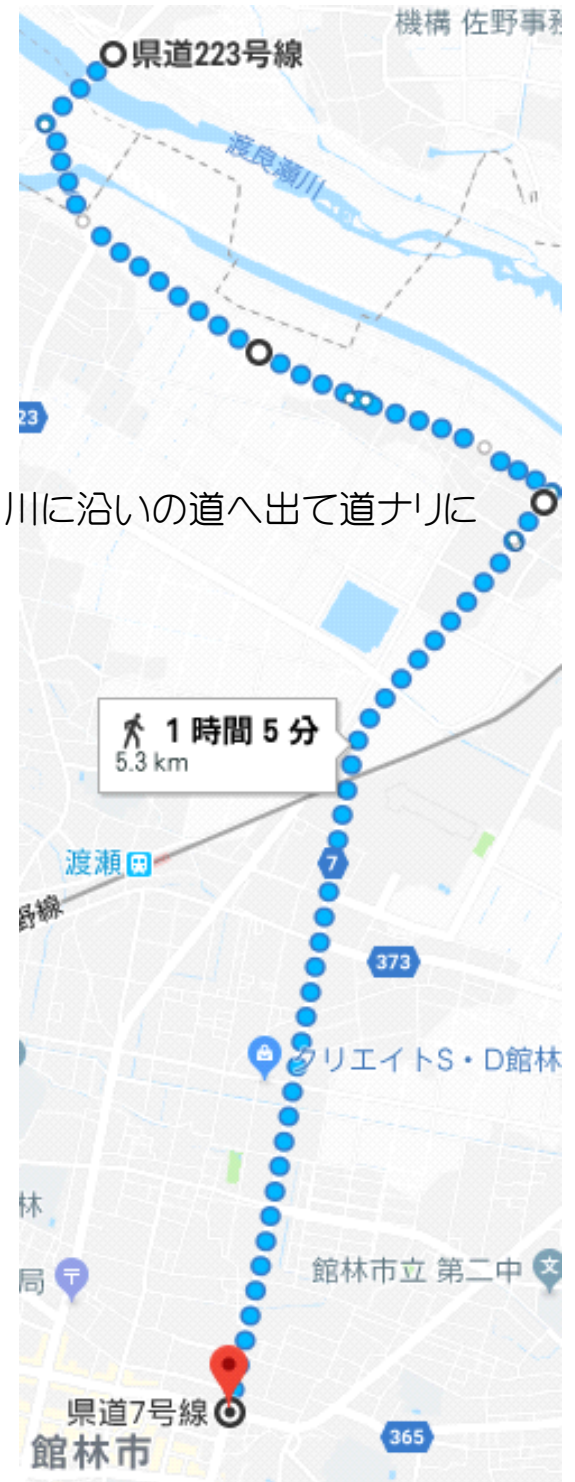 機構 佐野事務
県道223号線
渡良瀬川
23
川に沿いの道へ出て道ナリに
1 時間 5 分
5.3 km
渡瀬
7
野線
373
クリエイトS・D館林
林
館林市立 第二中
文
局
〒
県道7号線
館林市
365